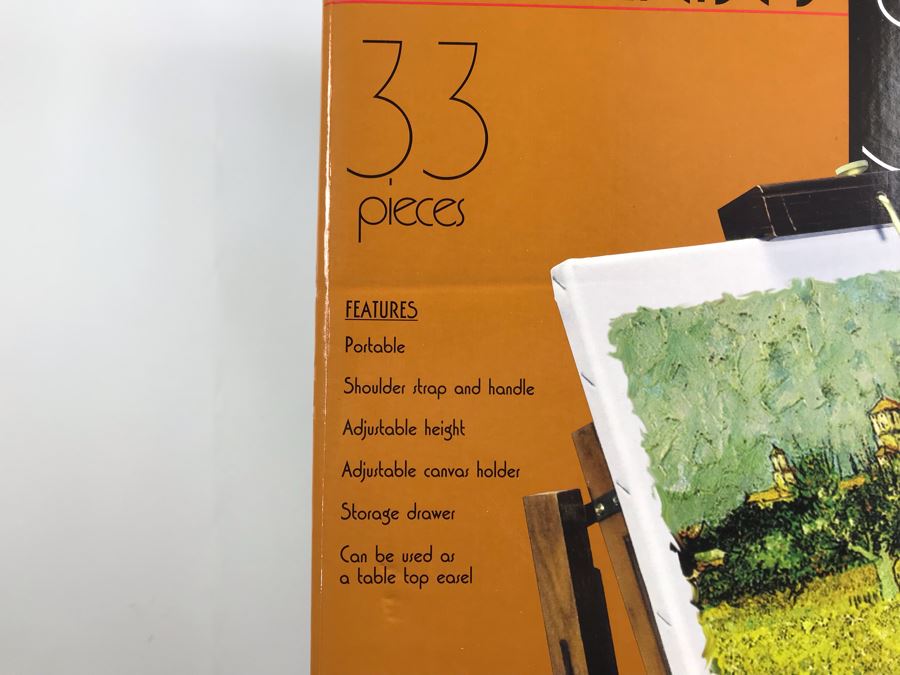 33
pieces
FEATURES
Portable
Shoulder strap and handle
Adjustable height
Adjustable canvas holder
Storage drawer
Can be used as
a table top easel